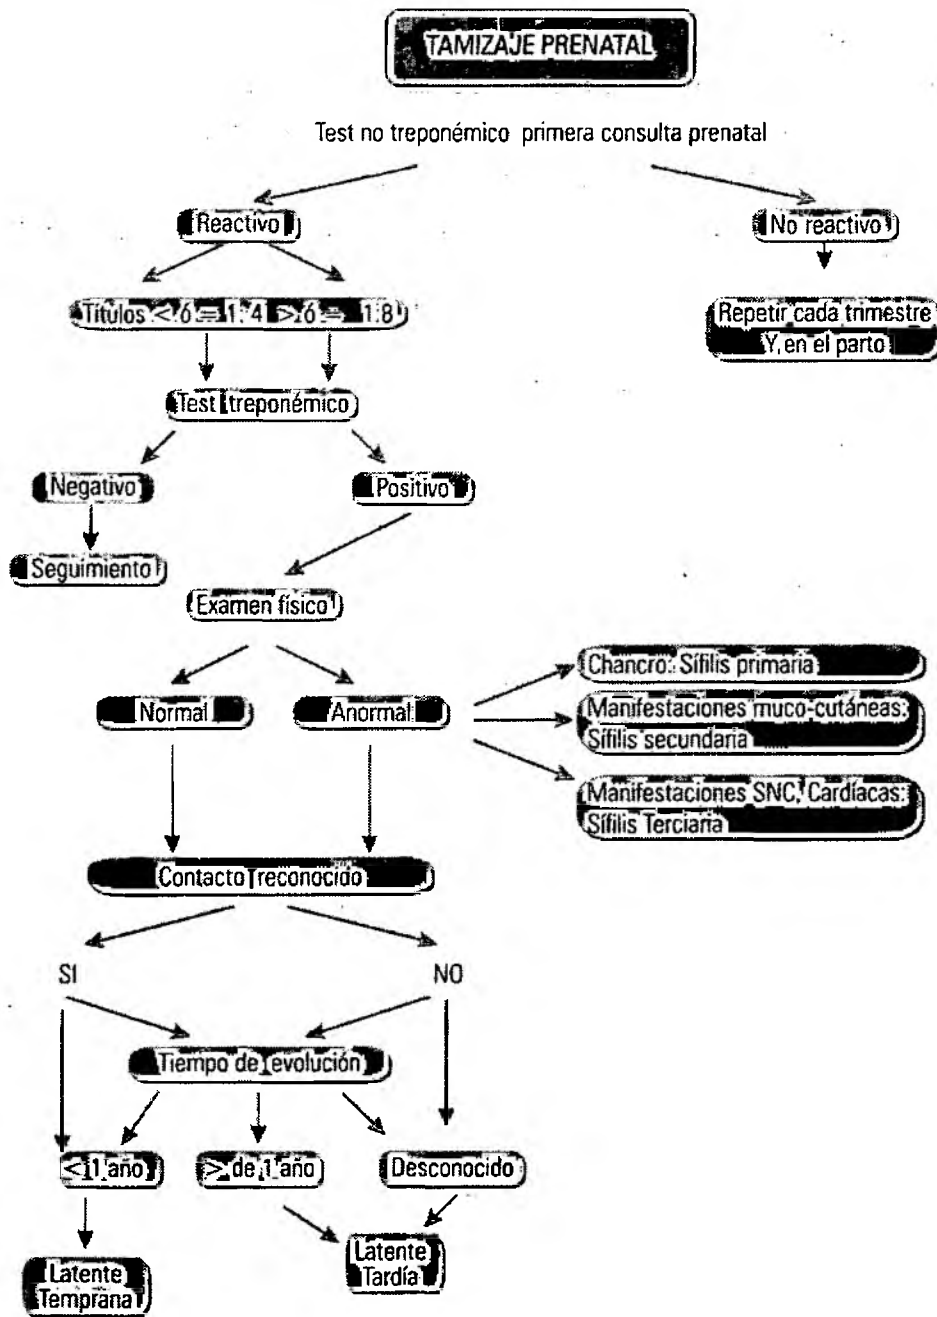 TAMIZAJE PRENATAL
Test no treponémico primera consulta prenatal
Reactivo
No reactivo
Títulos < ó = 1: 4 > ó = 1:8
Repetir cada trimestre
Y en el parto
Test treponémico
Negativo
Positivo
Seguimiento
Examen físico
Chancro: Sífilis primaria
Normal
Anormal
Manifestaciones muco-cutáneas:
Sífilis secundaria
Manifestaciones SNC, Cardíacas:
Sífilis Terciaria
Contacto reconocido
SI
NO
Tiempo de evolución
< 1 año
> de 1 año
Desconocido
Latente
Temprana
Latente
Tardía